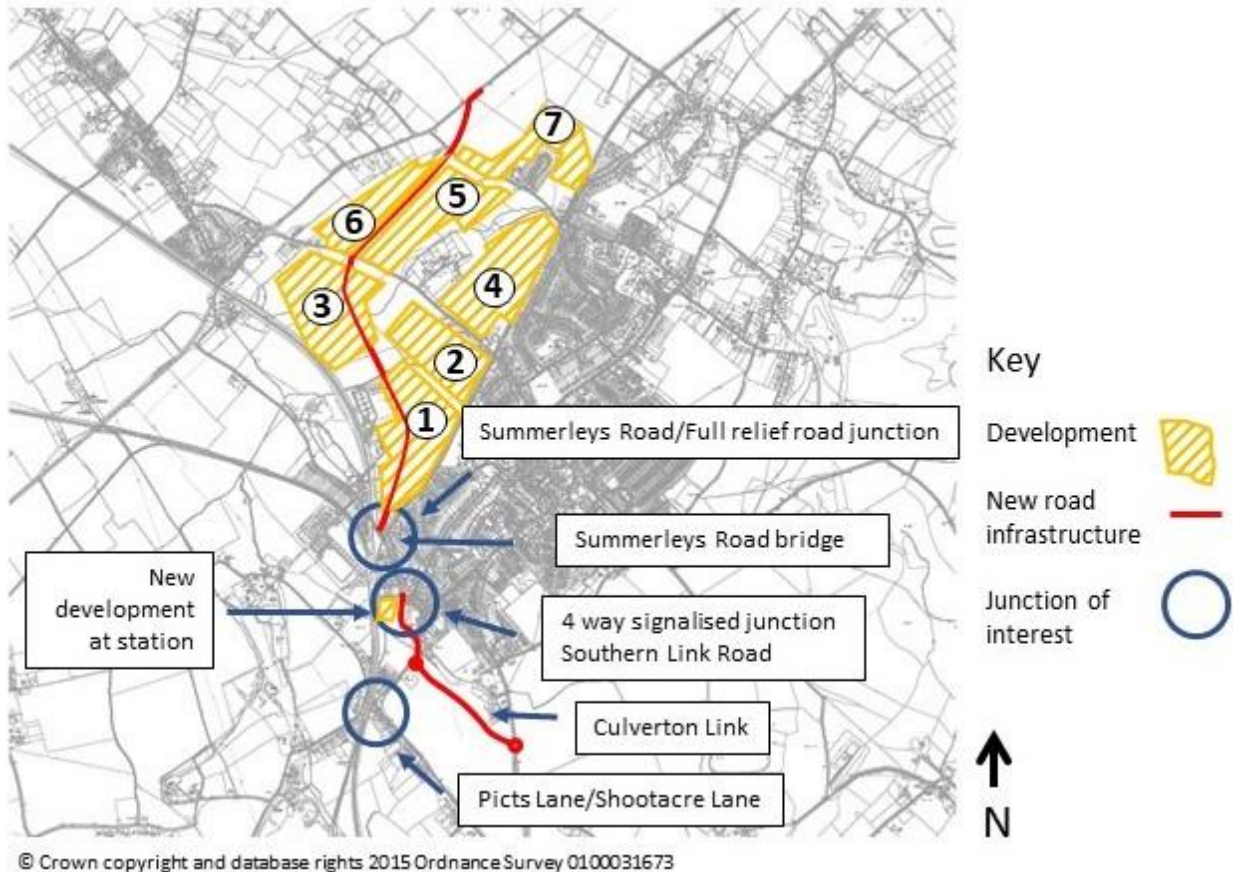 7
5
6
4
3
2
1
Summerleys Road/Full relief road junction
Summerleys Road bridge
New
development
at station
4 way signalised junction
Southern Link Road
Culverton Link
Picts Lane/Shootacre Lane
Key
Development
New road
infrastructure
Junction of
interest
N
© Crown copyright and database rights 2015 Ordnance Survey 0100031673